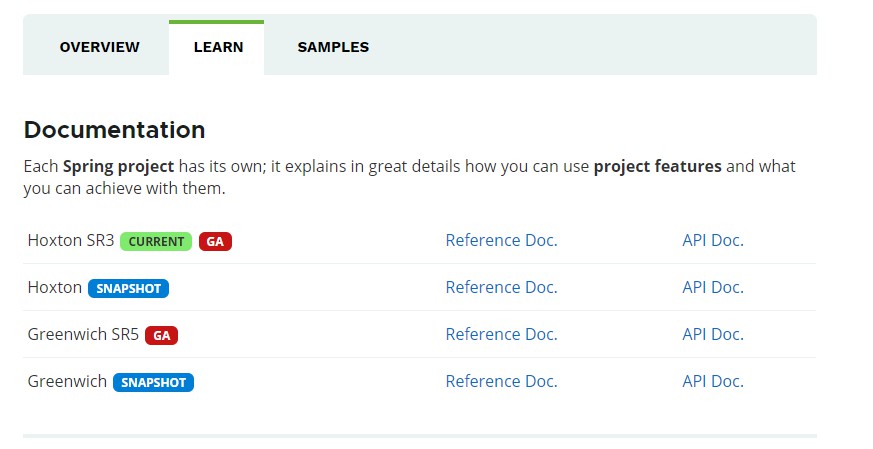 OVERVIEW LEARN SAMPLES
Documentation
Each Spring project has its own; it explains in great details how you can use project features and what
you can achieve with them.
Hoxton SR3 CURRENT GA Reference Doc. API Doc.
Hoxton SNAPSHOT Reference Doc. API Doc.
Greenwich SR5 GA Reference Doc. API Doc.
Greenwich SNAPSHOT Reference Doc. API Doc.